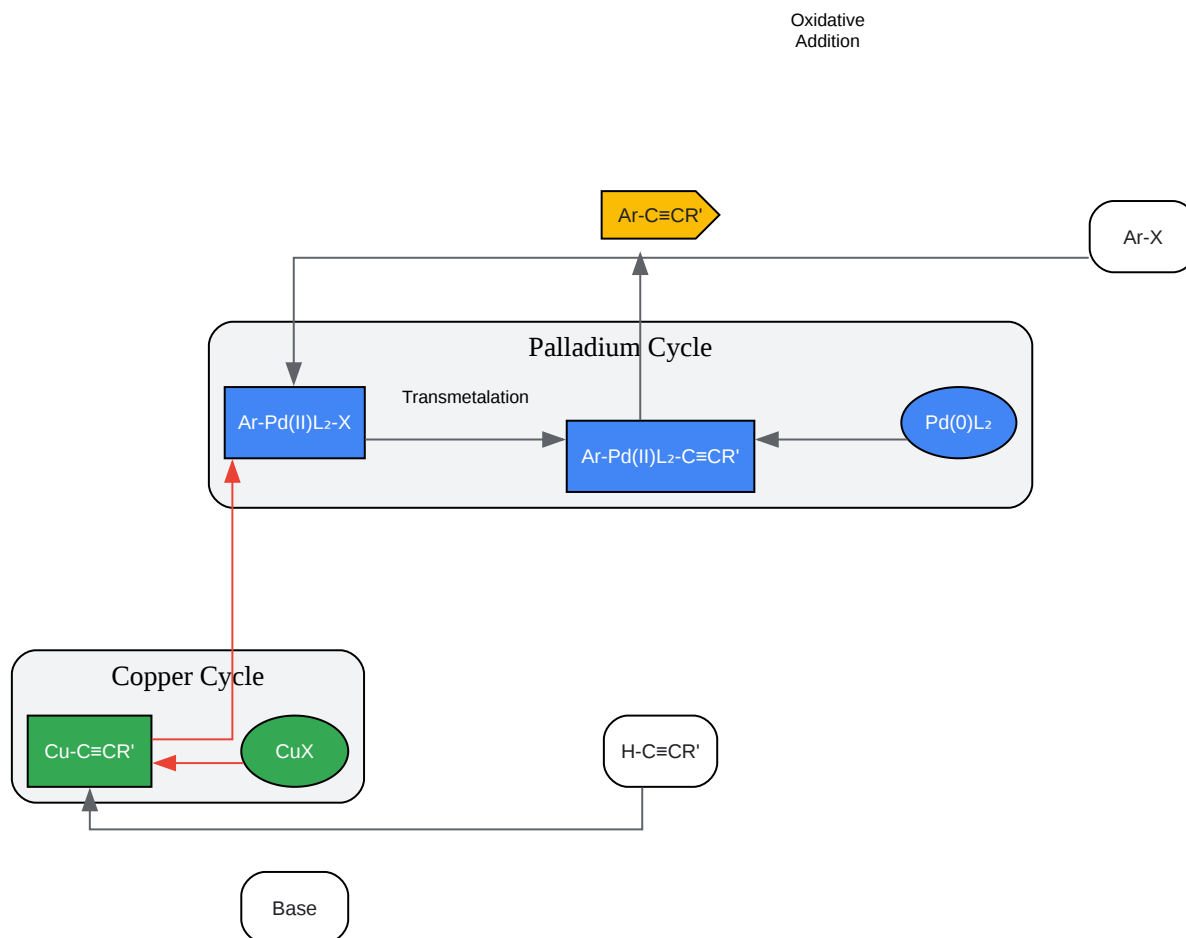 Oxidative
Addition
Ar-C≡CR'
Ar-X
Palladium Cycle
Ar-Pd(II)L₂-X
Transmetalation
Ar-Pd(II)L₂-C≡CR'
Pd(0)L₂
Copper Cycle
Cu-C≡CR'
CuX
H-C≡CR'
Base